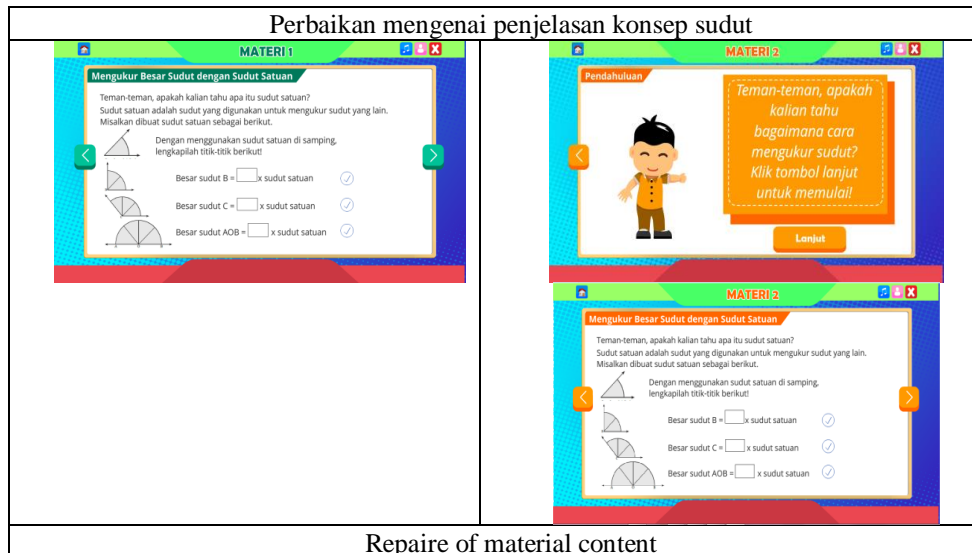 Perbaikan mengenai penjelasan konsep sudut
MATERI 1
Mengukur Besar Sudut dengan Sudut Satuan
Teman-teman, apakah kalian tahu apa itu sudut satuan?
Sudut satuan adalah sudut yang digunakan untuk mengukur sudut yang lain.
Misalkan dibuat sudut satuan sebagai berikut.
Dengan menggunakan sudut satuan di samping,
lengkapilah titik-titik berikut!
Besar sudut B = x sudut satuan
Besar sudut C = x sudut satuan
Besar sudut AOB = x sudut satuan
MATERI 2
Pendahuluan
Teman-teman, apakah
kalian tahu
bagaimana cara
mengukur sudut?
Klik tombol lanjut
untuk memulai!
Lanjut
MATERI 2
Mengukur Besar Sudut dengan Sudut Satuan
Teman-teman, apakah kalian tahu apa itu sudut satuan?
Sudut satuan adalah sudut yang digunakan untuk mengukur sudut yang lain.
Misalkan dibuat sudut satuan sebagai berikut.
Dengan menggunakan sudut satuan di samping,
lengkapilah titik-titik berikut!
Besar sudut B = x sudut satuan
Besar sudut C = x sudut satuan
Besar sudut AOB = x sudut satuan
Repaire of material content